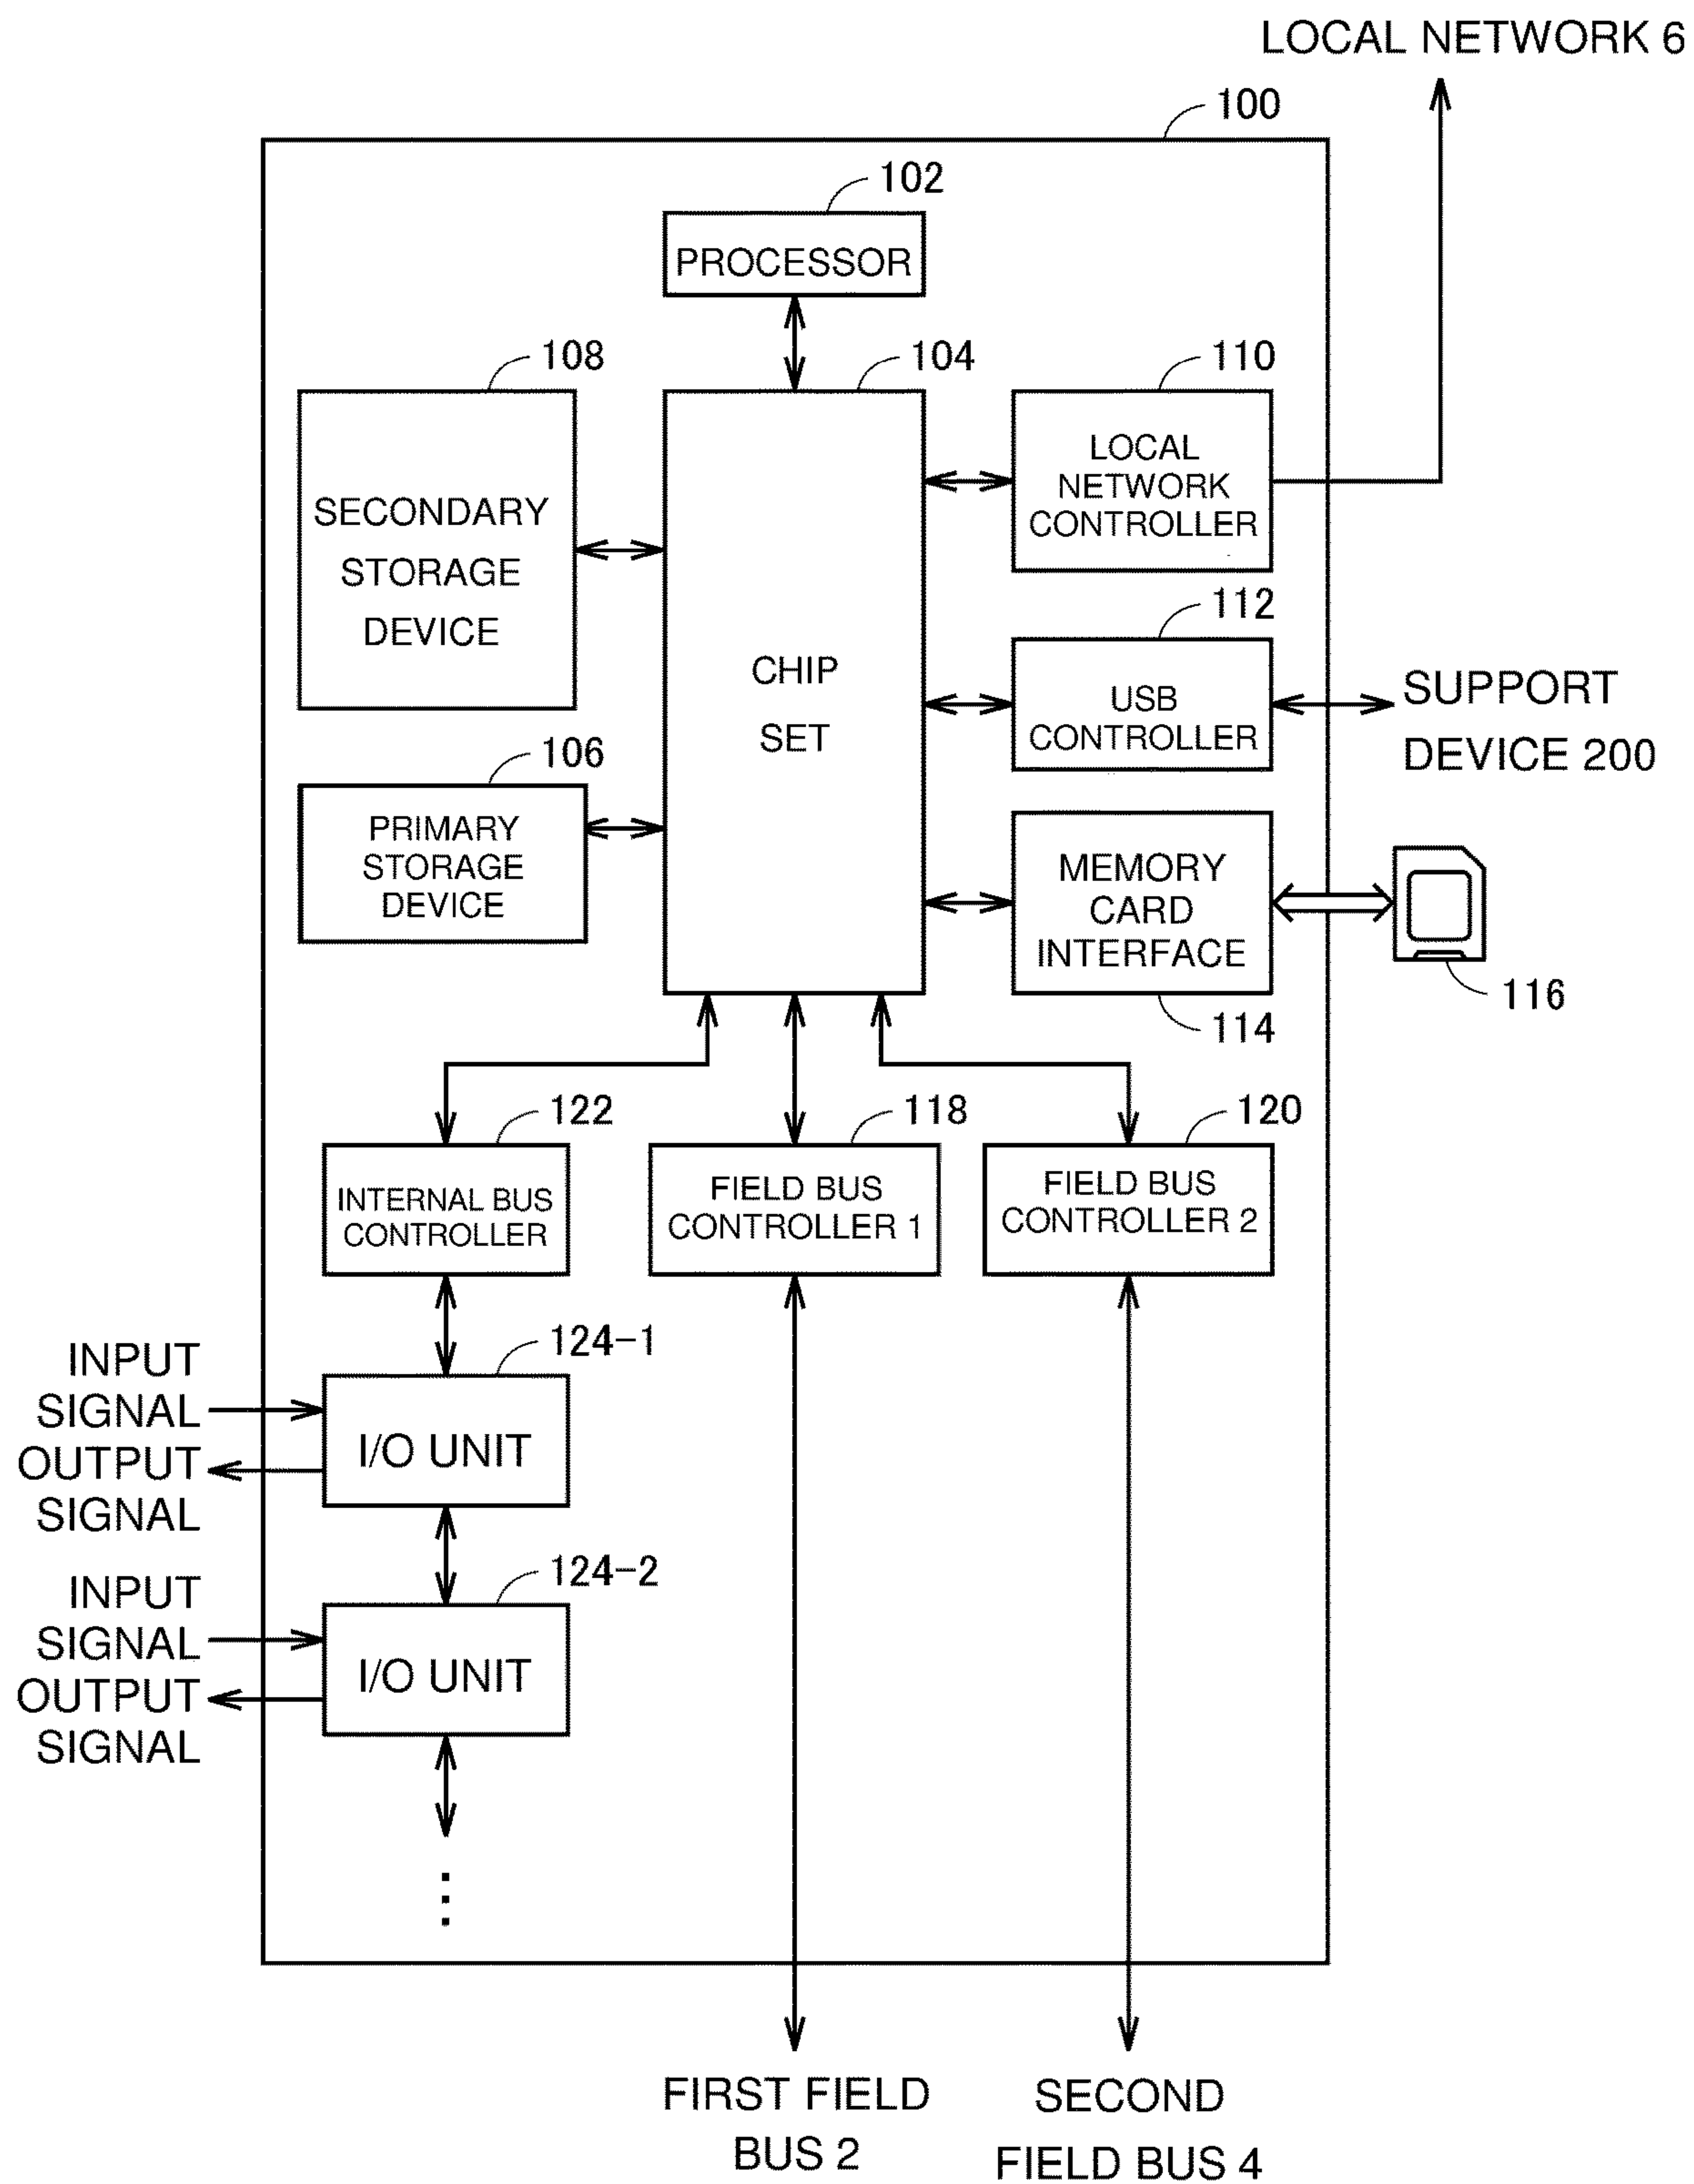 LOCAL NETWORK 6
100
102
PROCESSOR
108
104
110
SECONDARY
STORAGE
DEVICE
CHIP
SET
LOCAL
NETWORK
CONTROLLER
112
USB
CONTROLLER
SUPPORT
DEVICE 200
106
PRIMARY
STORAGE
DEVICE
MEMORY
CARD
INTERFACE
114
116
122
118
120
INTERNAL BUS
CONTROLLER
FIELD BUS
CONTROLLER 1
FIELD BUS
CONTROLLER 2
124-1
INPUT
SIGNAL
OUTPUT
SIGNAL
I/O UNIT
124-2
INPUT
SIGNAL
OUTPUT
SIGNAL
I/O UNIT
FIRST FIELD
BUS 2
SECOND
FIELD BUS 4